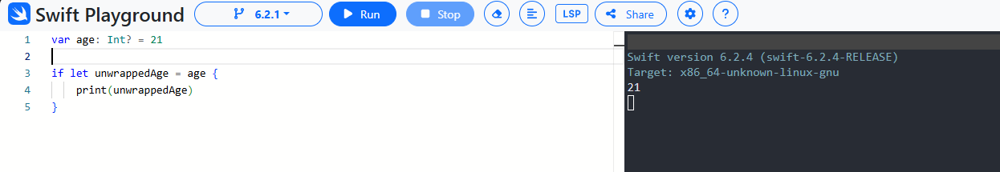 Swift Playground 6.2.1 Run Stop LSP Share ?
1 var age: Int? = 21
2
3 if let unwrappedAge = age {
4 print(unwrappedAge)
5 }
Swift version 6.2.4 (swift-6.2.4-RELEASE)
Target: x86_64-unknown-linux-gnu
21